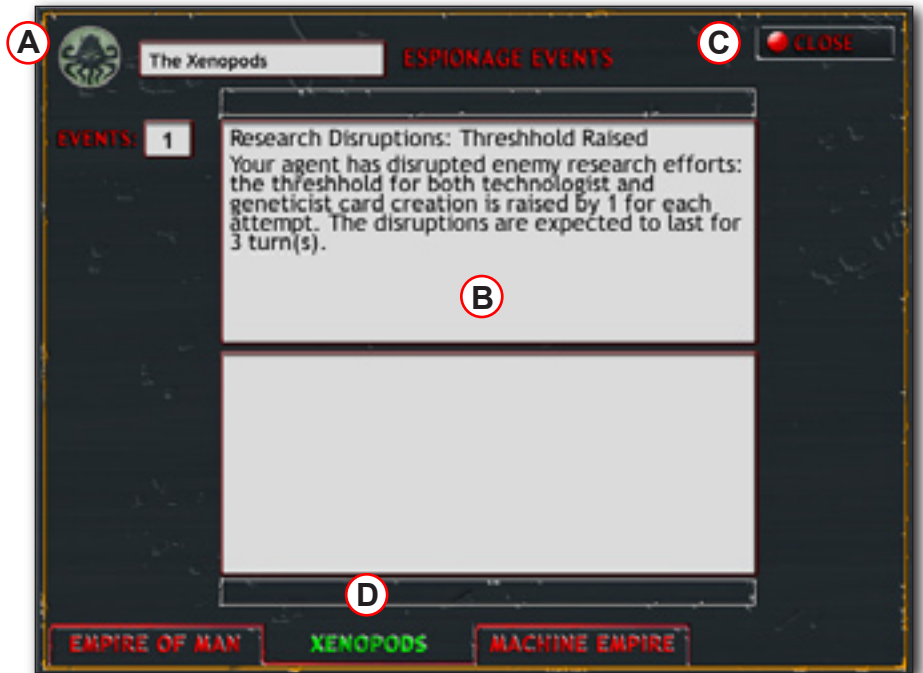 A
The Xenopods
ESPIONAGE EVENTS
C
CLOSE
EVENTS: 1
Research Disruptions: Threshhold Raised
Your agent has disrupted enemy research efforts:
the threshhold for both technologist and
geneticist card creation is raised by 1 for each
attempt. The disruptions are expected to last for
3 turn(s).
B
D
EMPIRE OF MAN
XENOPODS
MACHINE EMPIRE